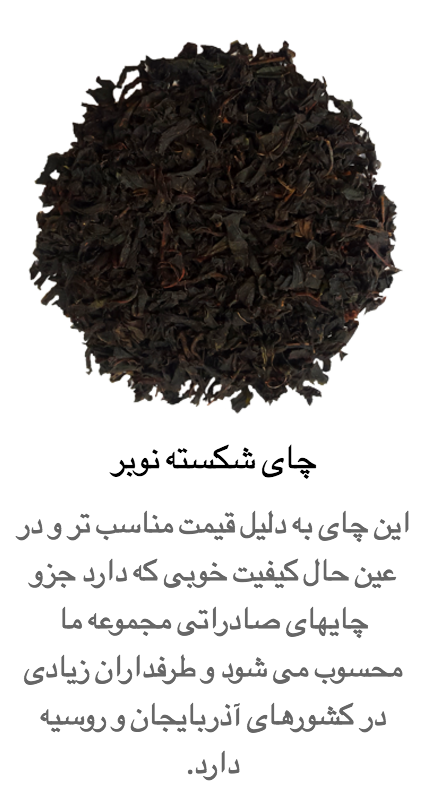 چای شکسته نوبر
این چای به دلیل قیمت مناسب تر و در
عین حال کیفیت خوبی که دارد جزو
چایهای صادراتی مجموعه ما
محسوب می شود و طرفداران زیادی
در کشورهای آذربایجان و روسیه
دارد.